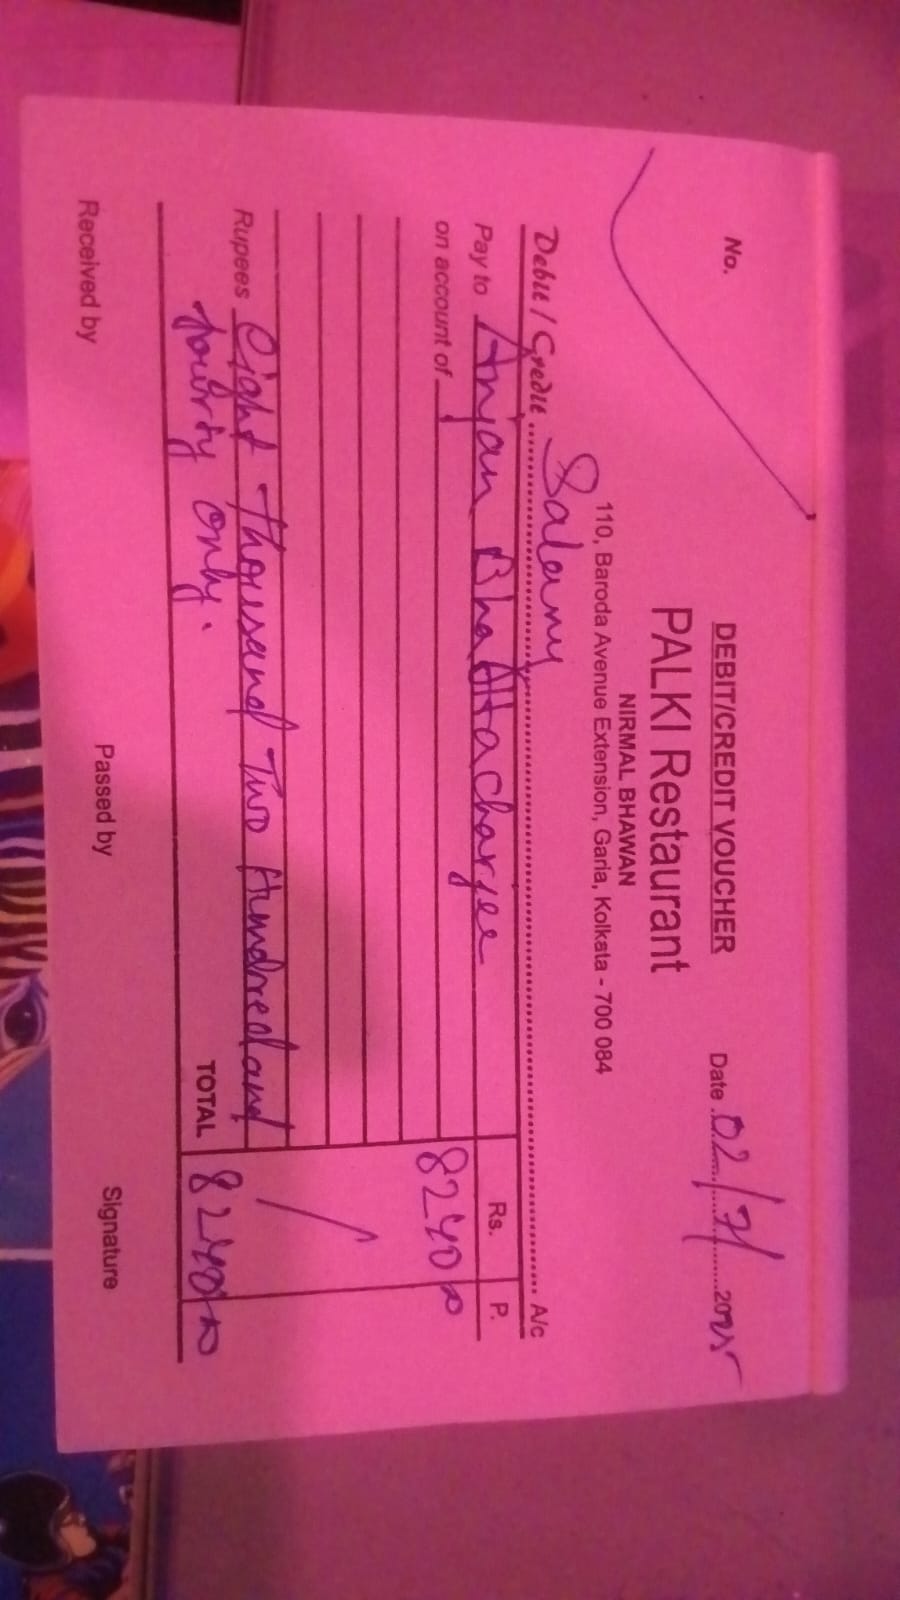 DEBIT/CREDIT VOUCHER
No.
PALKI Restaurant
Date 02/7/2025
NIRMAL BHAWAN
110, Baroda Avenue Extension, Garia, Kolkata - 700 084
Debit / Credit Salary A/c
Pay to Anjan Bhattacharjee Rs. P.
on account of 8240 00
Rupees Eight Thousand Two Hundred and
fourty only.
TOTAL 8240 00
Received by Passed by Signature